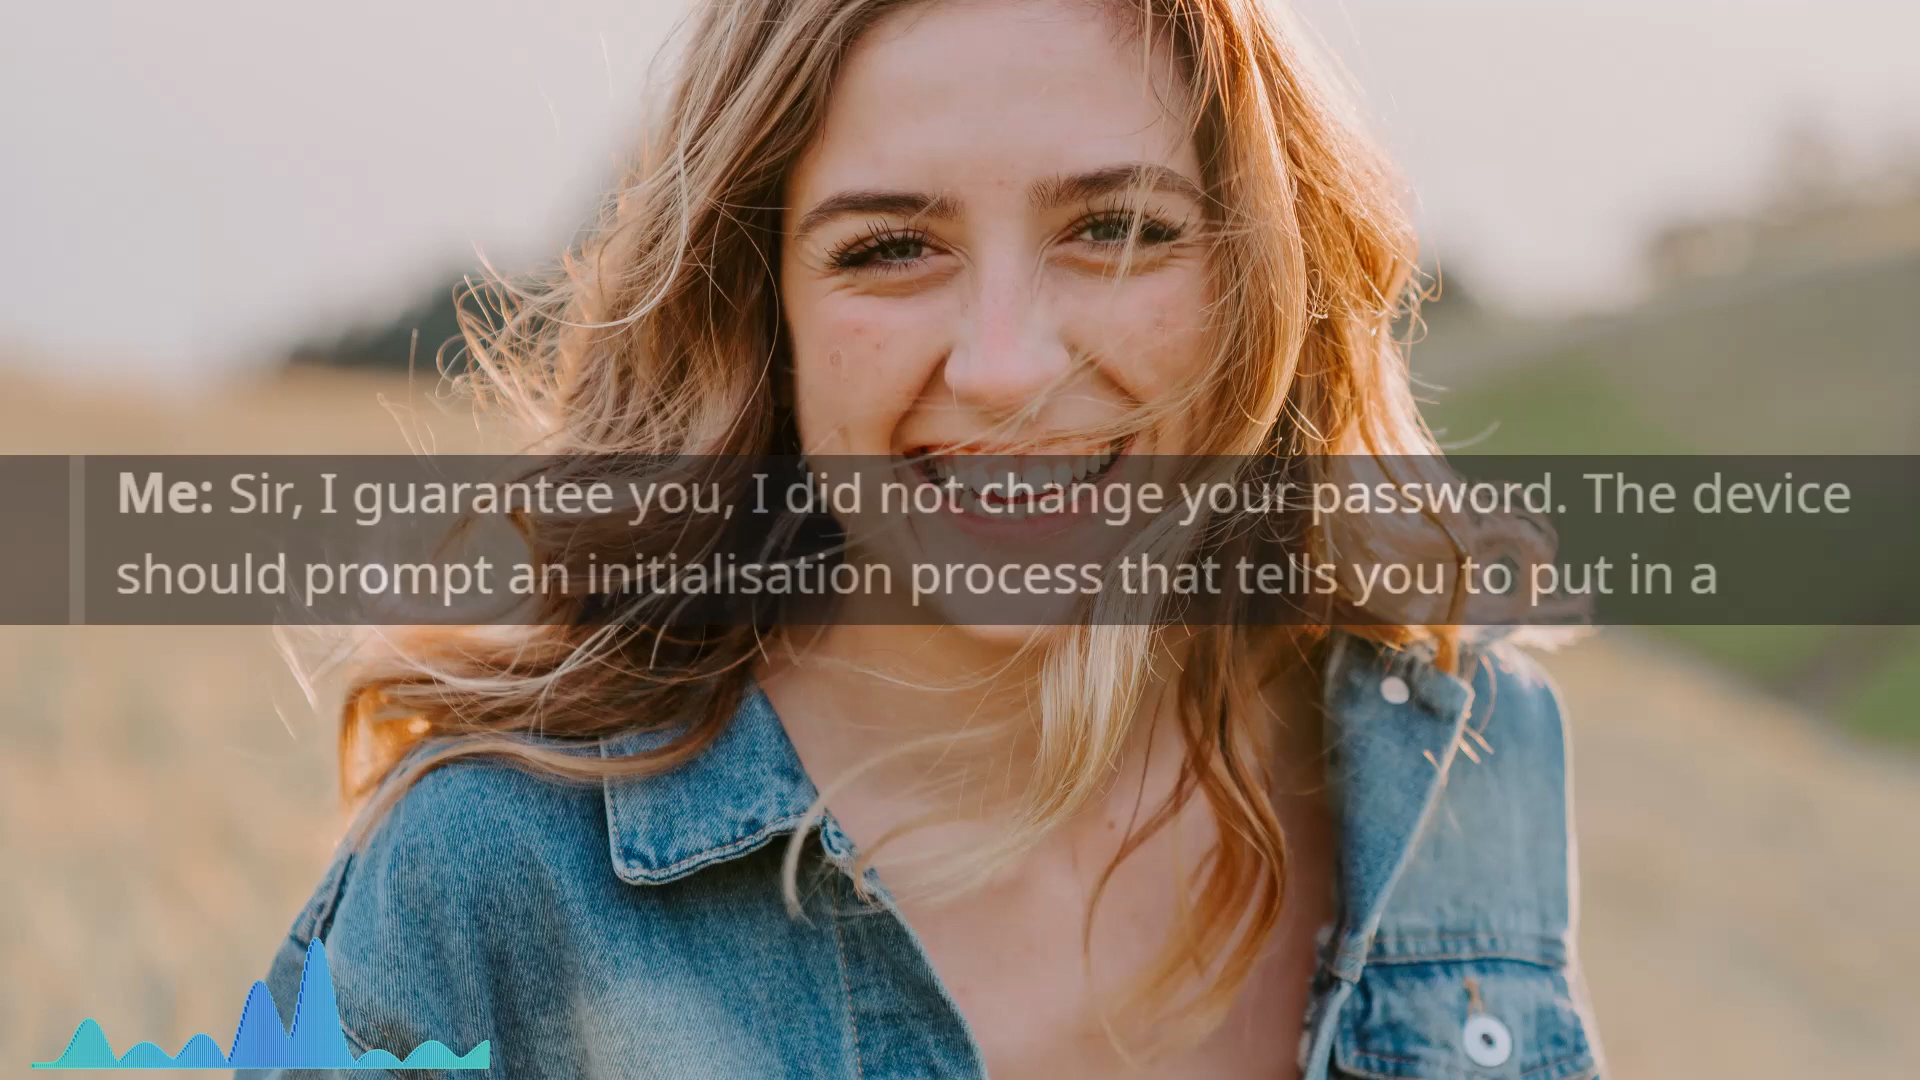 Me: Sir, I guarantee you, I did not change your password. The device
should prompt an initialisation process that tells you to put in a